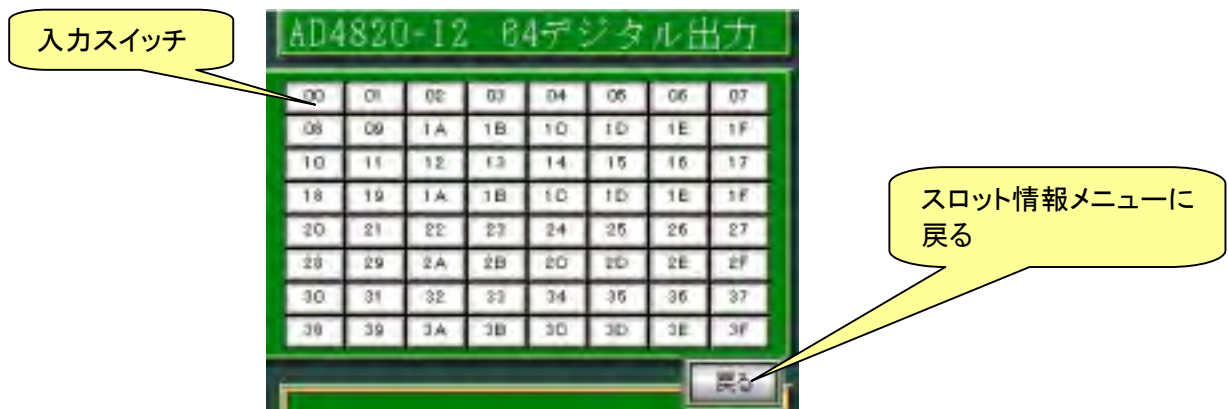 入力スイッチ
AD4820-12 64デジタル出力
00 01 02 03 04 05 06 07
08 09 1A 1B 1C 1D 1E 1F
10 11 12 13 14 15 16 17
18 19 1A 1B 1C 1D 1E 1F
20 21 22 23 24 25 26 27
28 29 2A 2B 2C 2D 2E 2F
30 31 32 33 34 35 36 37
38 39 3A 3B 3C 3D 3E 3F
スロット情報メニューに
戻る
戻る